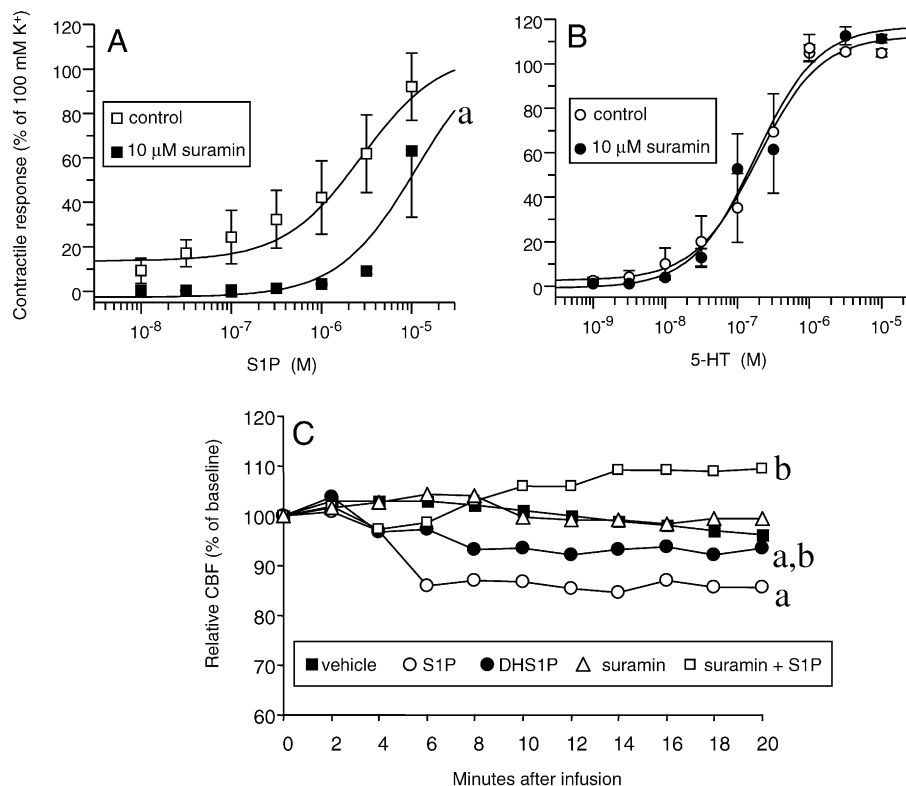 Contractile response (% of 100 mM K⁺)
A
120
100
80
60
40
20
0
□ control
■ 10 µM suramin
a
10⁻⁸ 10⁻⁷ 10⁻⁶ 10⁻⁵
S1P (M)
B
120
100
80
60
40
20
0
○ control
● 10 µM suramin
10⁻⁹ 10⁻⁸ 10⁻⁷ 10⁻⁶ 10⁻⁵
5-HT (M)
C
Relative CBF (% of baseline)
120
110
100
90
80
70
60
b
a,b
a
■ vehicle ○ S1P ● DHS1P △ suramin □ suramin + S1P
0 2 4 6 8 10 12 14 16 18 20
Minutes after infusion